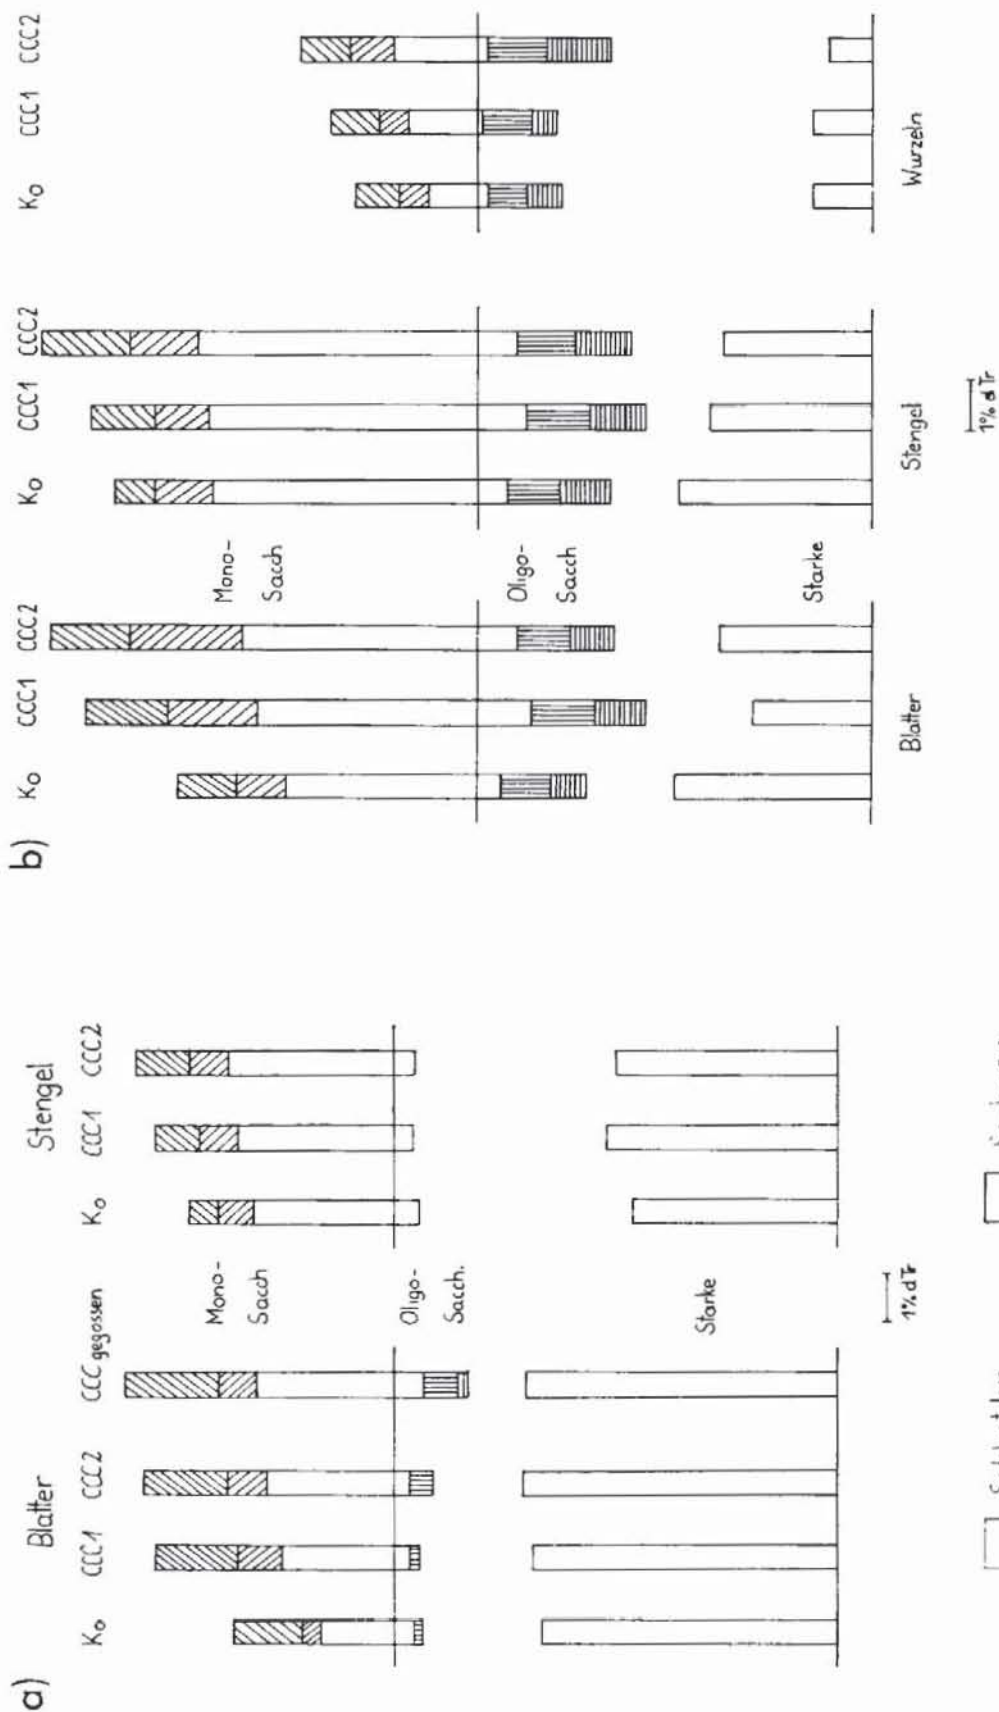 a)
Blatter
Stengel
Ko CCC1 CCC2 CCC gegossen
Ko CCC1 CCC2
Mono-
Sacch
Oligo-
Sacch.
Starke
1% d Tr
b)
Ko CCC1 CCC2
Ko CCC1 CCC2
Ko CCC1 CCC2
Mono-
Sacch
Oligo-
Sacch
Starke
Blatter
Stengel
Wurzeln
1% d Tr